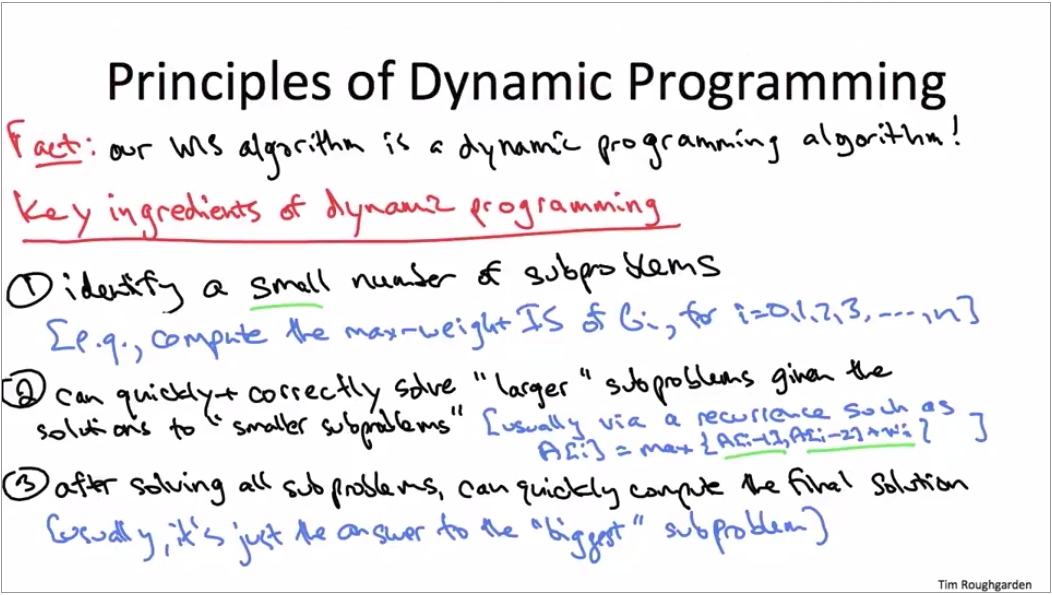 Principles of Dynamic Programming
Fact: our WIS algorithm is a dynamic programming algorithm!
Key ingredients of dynamic programming
① identify a small number of subproblems
[e.g., compute the max-weight IS of Gi, for i=0,1,2,3,....,n]
② can quickly + correctly solve "larger" subproblems given the
solutions to "smaller subproblems" [usually via a recurrence such as
A[i] = max {A[i-1], A[i-2] + wi} ]
③ after solving all subproblems, can quickly compute the final solution
[usually, it's just the answer to the "biggest" subproblem]
Tim Roughgarden